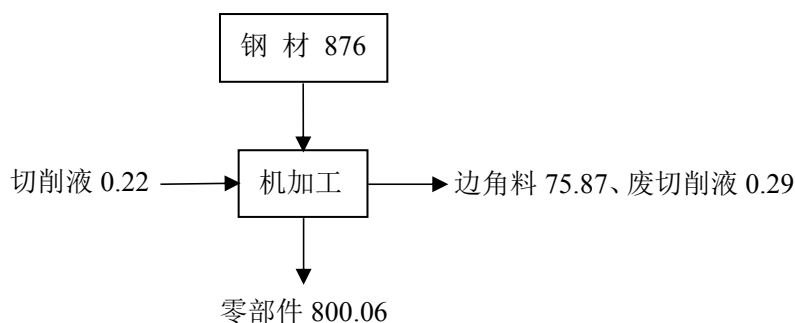 钢 材 876
切削液 0.22
机加工
边角料 75.87、废切削液 0.29
零部件 800.06